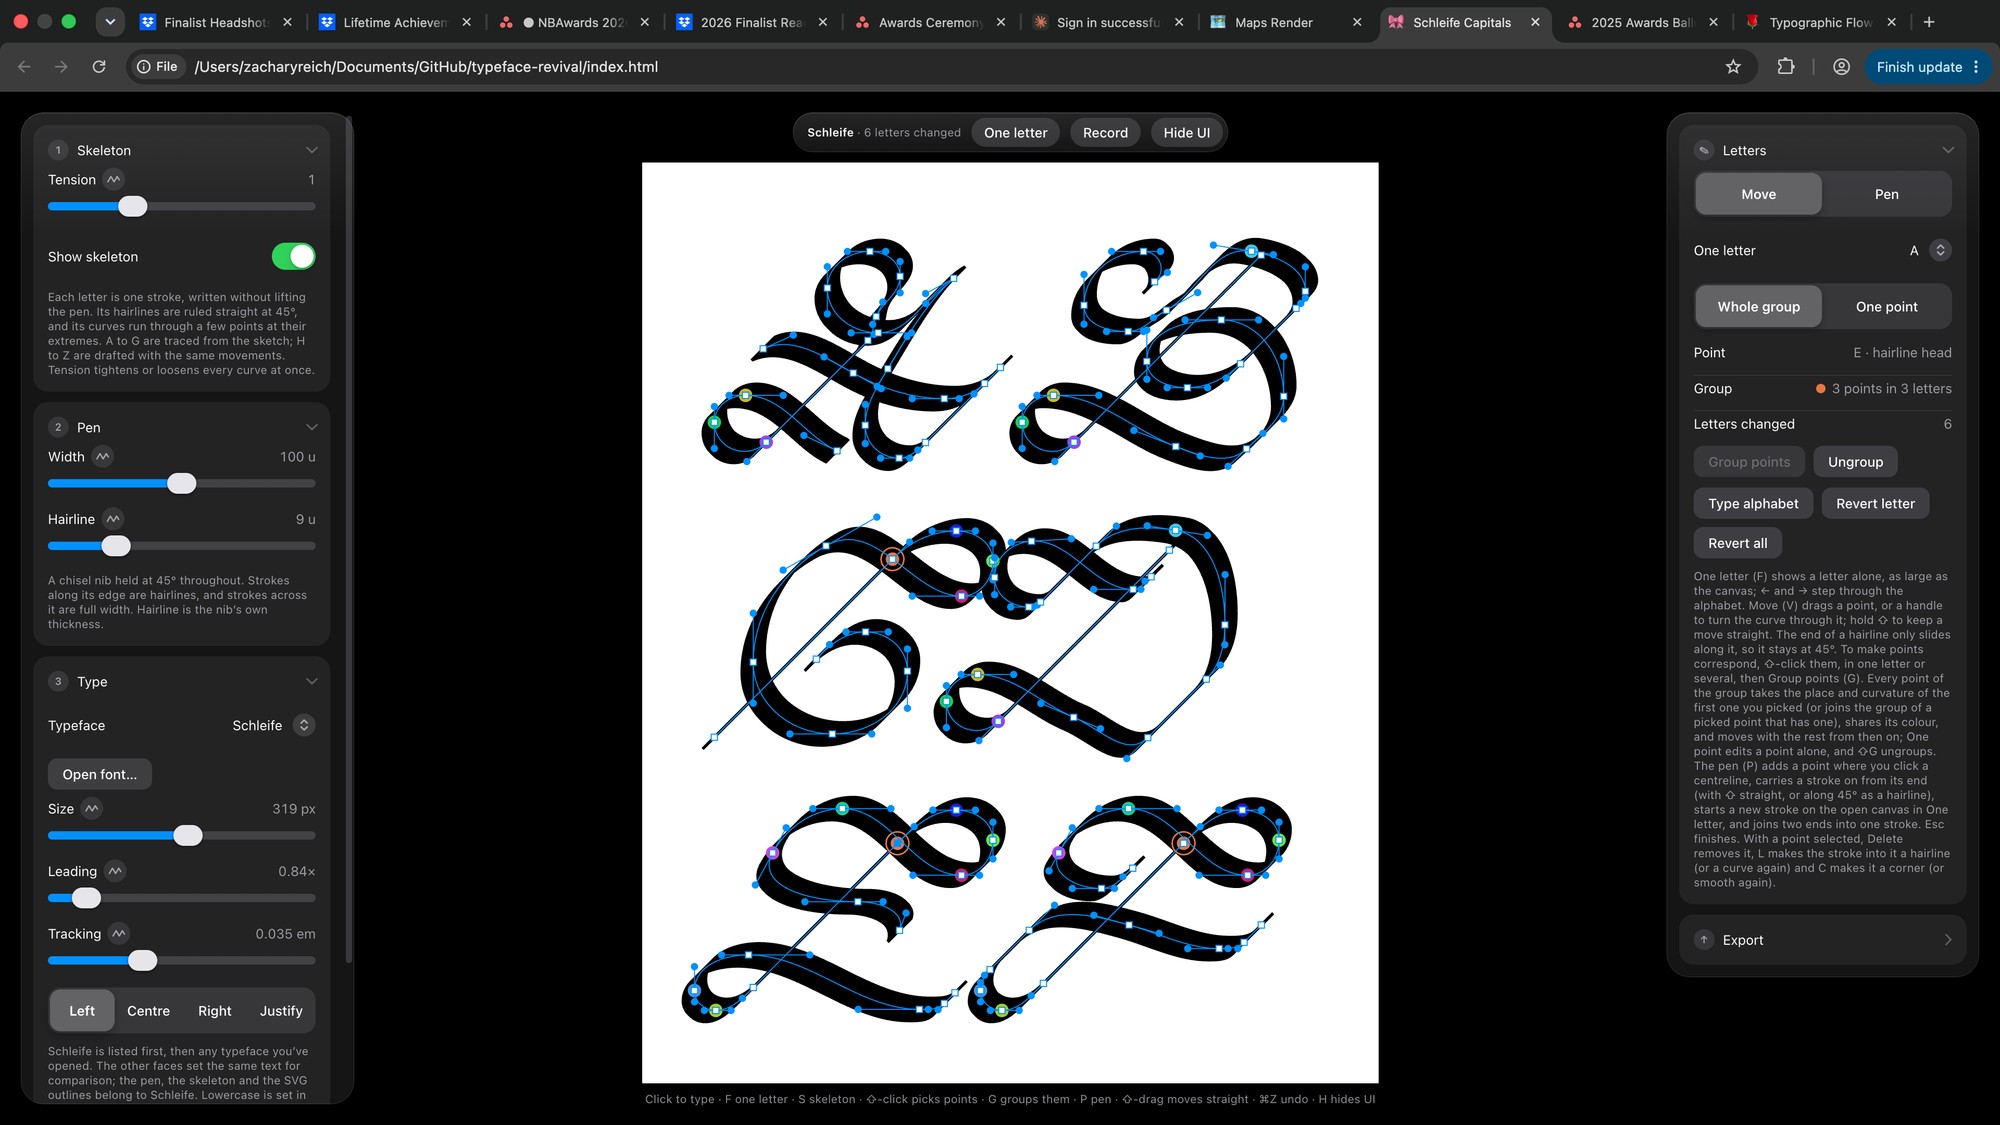 Finalist Headshot
Lifetime Achievem
NBAwards 202
2026 Finalist Rea
Awards Ceremony
Sign in successfu
Maps Render
Schleife Capitals
2025 Awards Ball
Typographic Flow
File
/Users/zacharyreich/Documents/GitHub/typeface-revival/index.html
Finish update
1 Skeleton
Tension 1
Show skeleton
Each letter is one stroke, written without lifting
the pen. Its hairlines are ruled straight at 45°,
and its curves run through a few points at their
extremes. A to G are traced from the sketch; H
to Z are drafted with the same movements.
Tension tightens or loosens every curve at once.
2 Pen
Width 100 u
Hairline 9 u
A chisel nib held at 45° throughout. Strokes
along its edge are hairlines, and strokes across
it are full width. Hairline is the nib's own
thickness.
3 Type
Typeface Schleife
Open font...
Size 319 px
Leading 0.84×
Tracking 0.035 em
Left Centre Right Justify
Schleife is listed first, then any typeface you've
opened. The other faces set the same text for
comparison; the pen, the skeleton and the SVG
outlines belong to Schleife. Lowercase is set in
Schleife · 6 letters changed One letter Record Hide UI
A B
C D
E F
Click to type · F one letter · S skeleton · ⇧-click picks points · G groups them · P pen · ⇧-drag moves straight · ⌘Z undo · H hides UI
Letters
Move Pen
One letter A
Whole group One point
Point E · hairline head
Group 3 points in 3 letters
Letters changed 6
Group points Ungroup
Type alphabet Revert letter
Revert all
One letter (F) shows a letter alone, as large as
the canvas; ← and → step through the
alphabet. Move (V) drags a point, or a handle
to turn the curve through it; hold ⇧ to keep a
move straight. The end of a hairline only slides
along it, so it stays at 45°. To make points
correspond, ⇧-click them, in one letter or
several, then Group points (G). Every point of
the group takes the place and curvature of the
first one you picked (or joins the group of a
picked point that has one), shares its colour,
and moves with the rest from then on; One
point edits a point alone, and ⇧G ungroups.
The pen (P) adds a point where you click a
centreline, carries a stroke on from its end
(with ⇧ straight, or along 45° as a hairline),
starts a new stroke on the open canvas in One
letter, and joins two ends into one stroke. Esc
finishes. With a point selected, Delete
removes it, L makes the stroke into it a hairline
(or a curve again) and C makes it a corner (or
smooth again).
Export